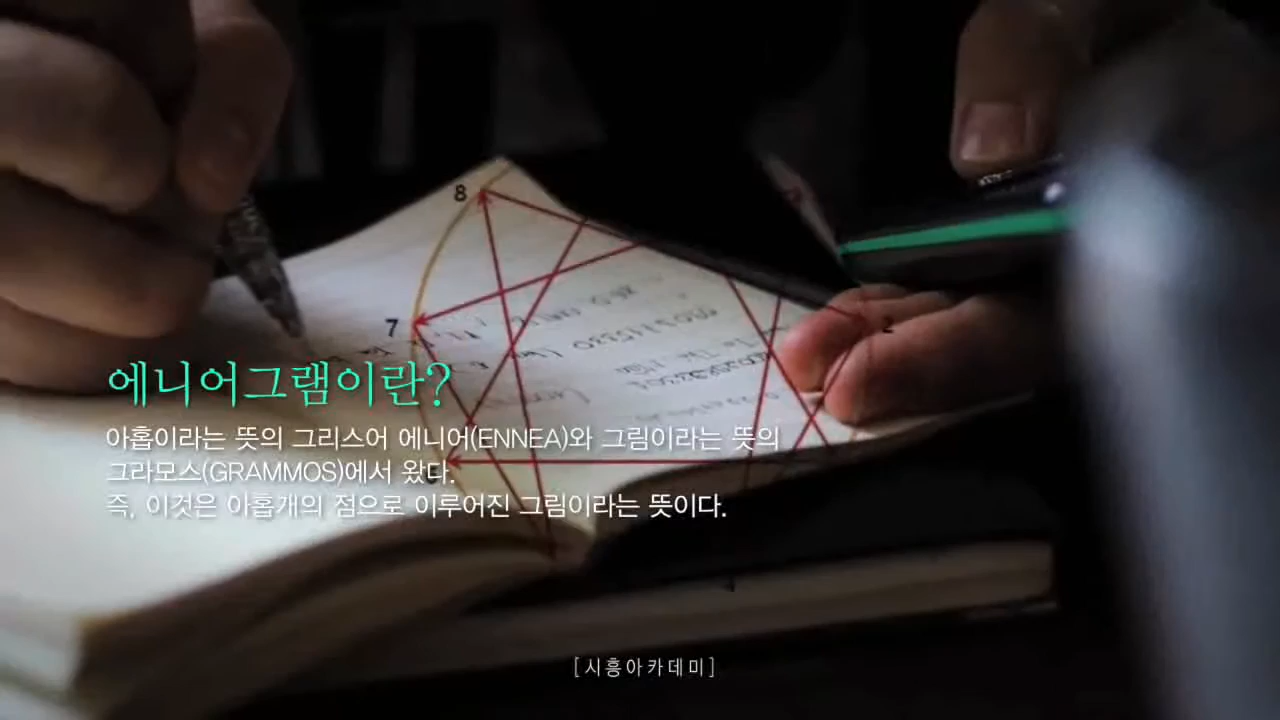 8
7
2
에니어그램이란?
아홉이라는 뜻의 그리스어 에니어(ENNEA)와 그림이라는 뜻의
그라모스(GRAMMOS)에서 왔다.
즉, 이것은 아홉개의 점으로 이루어진 그림이라는 뜻이다.
4
[시흥아카데미]